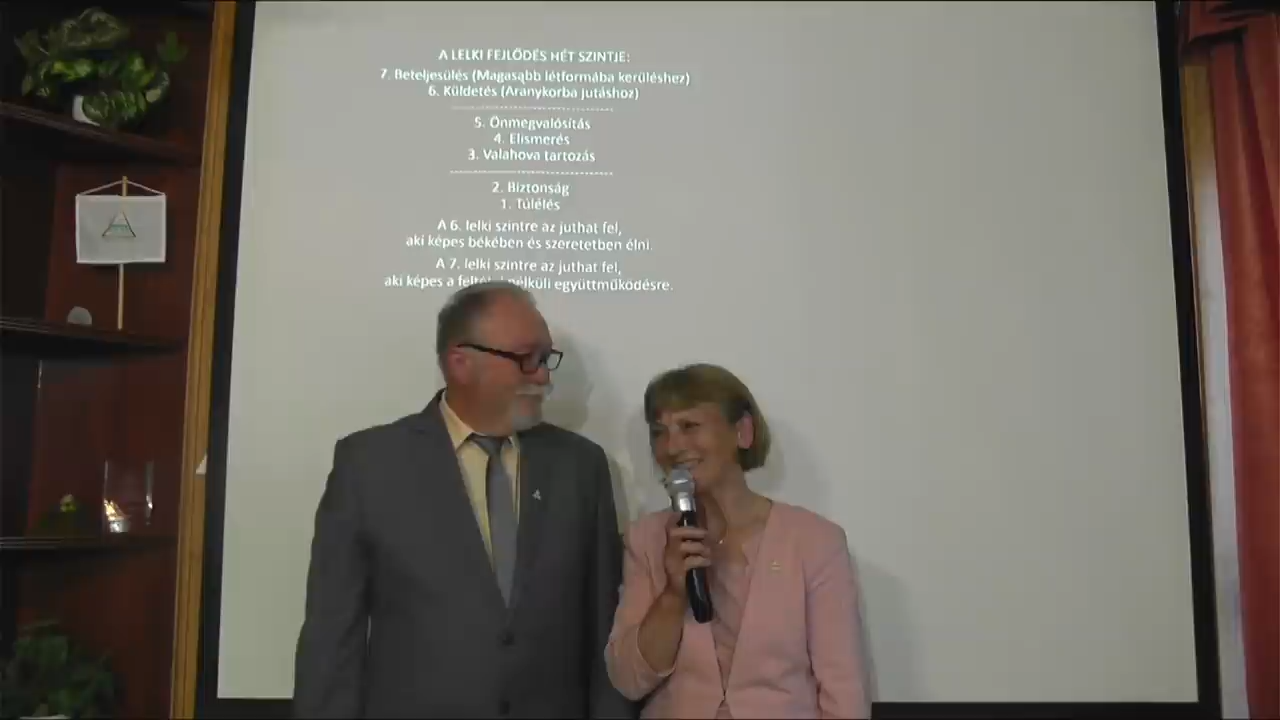 A LELKI FEJLŐDÉS HÉT SZINTJE:
7. Beteljesülés (Magasabb létformába kerüléshez)
6. Küldetés (Aranykorba jutáshoz)
5. Önmegvalósítás
4. Elismerés
3. Valahova tartozás
2. Biztonság
1. Túlélés
A 6. lelki szintre az juthat fel,
aki képes békében és szeretetben élni.
A 7. lelki szintre az juthat fel,
aki képes a nélküli együttműködésre.